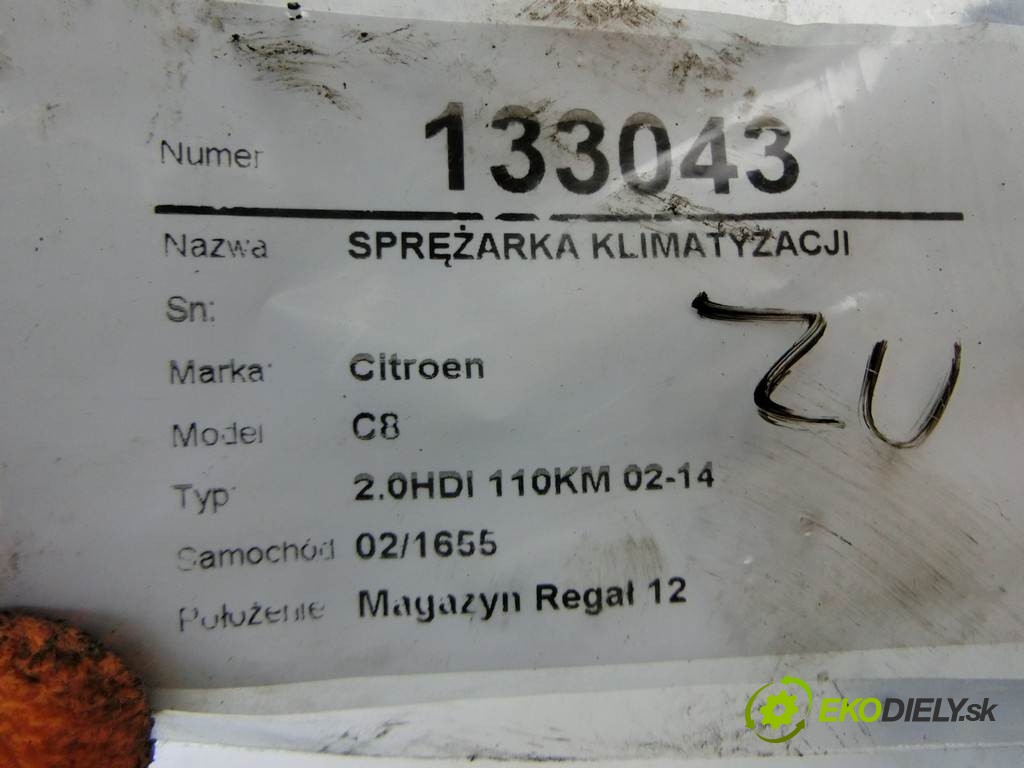 Numer 133043
Nazwa SPRĘŻARKA KLIMATYZACJI
Sn:
Marka: Citroen
Model C8
Typ: 2.0HDI 110KM 02-14
Samochód 02/1655
Położenie Magazyn Regał 12
ZU
EKODIELY.sk